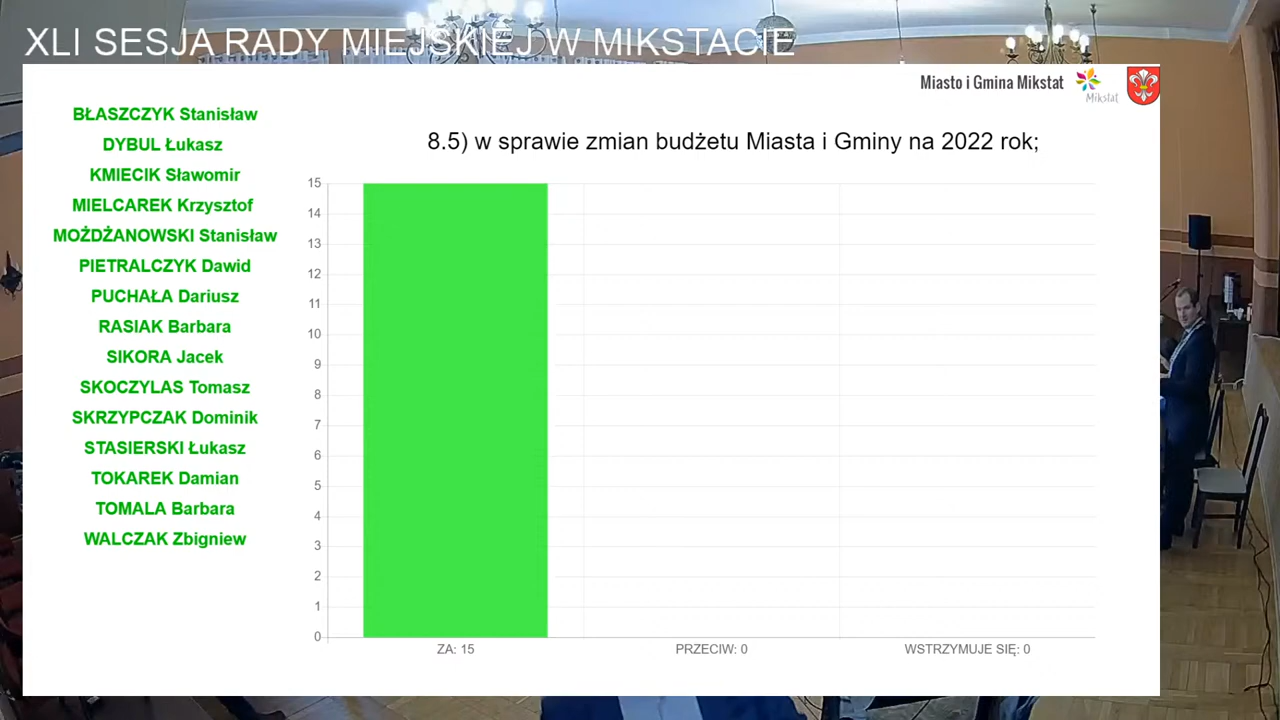 XLI SESJA RADY MIEJSKIEJ W MIKSTACIE
Miasto i Gmina Mikstat
Mikstat
BŁASZCZYK Stanisław
DYBUL Łukasz
KMIECIK Sławomir
MIELCAREK Krzysztof
MOŻDŻANOWSKI Stanisław
PIETRALCZYK Dawid
PUCHAŁA Dariusz
RASIAK Barbara
SIKORA Jacek
SKOCZYLAS Tomasz
SKRZYPCZAK Dominik
STASIERSKI Łukasz
TOKAREK Damian
TOMALA Barbara
WALCZAK Zbigniew
8.5) w sprawie zmian budżetu Miasta i Gminy na 2022 rok;
15
14
13
12
11
10
9
8
7
6
5
4
3
2
1
0
ZA: 15
PRZECIW: 0
WSTRZYMUJE SIĘ: 0